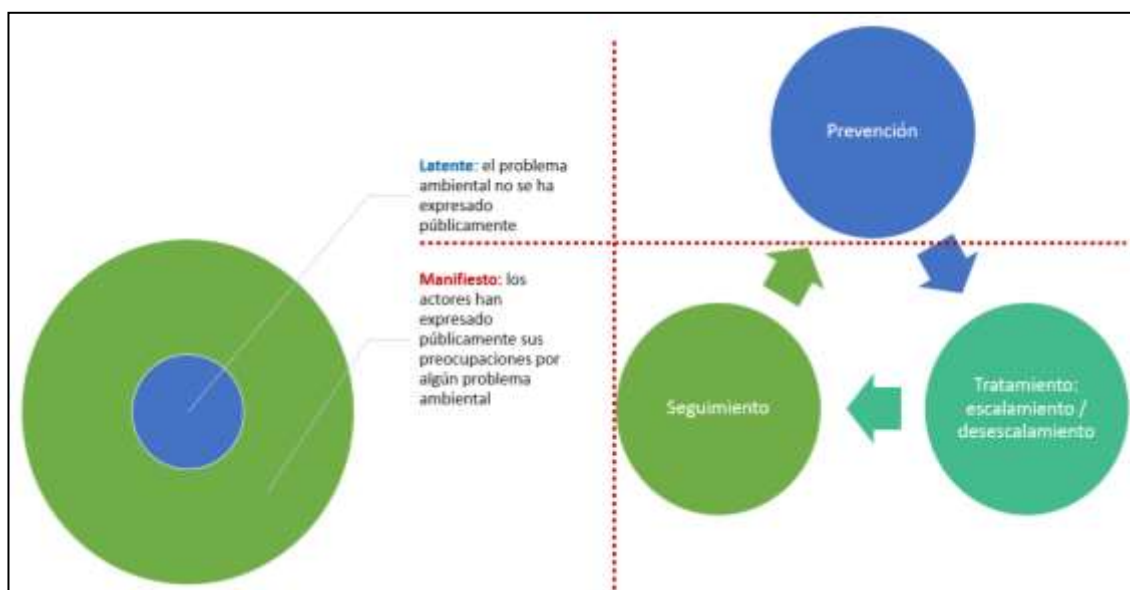 Latente: el problema
ambiental no se ha
expresado
públicamente
Manifiesto: los
actores han
expresado
públicamente sus
preocupaciones por
algún problema
ambiental
Prevención
Seguimiento
Tratamiento:
escalamiento /
desescalamiento